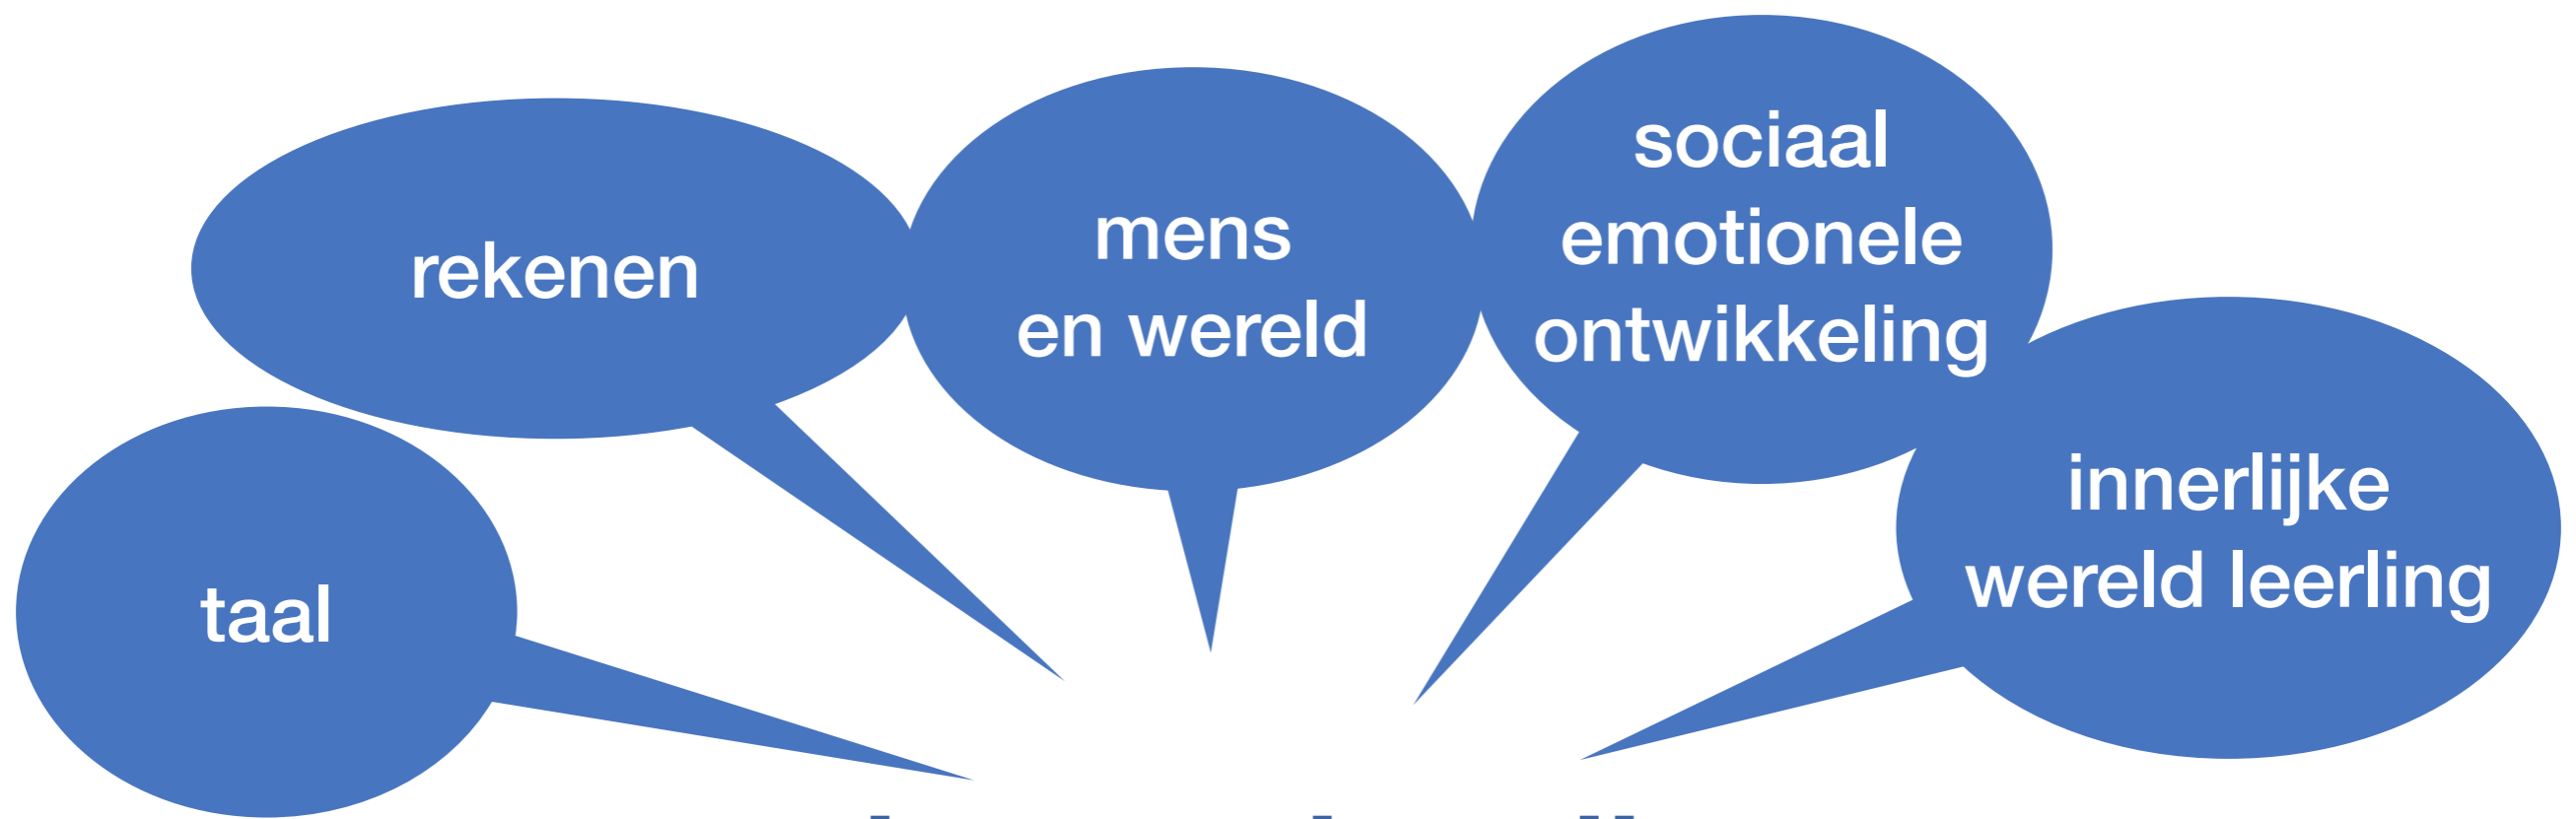 rekenen
mens
en wereld
sociaal
emotionele
ontwikkeling
innerlijke
wereld leerling
taal